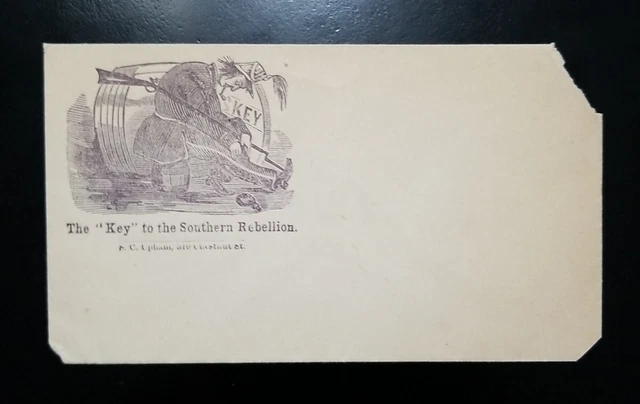 KEY
The "Key" to the Southern Rebellion.
S. C. Upham, 310 Chestnut St.